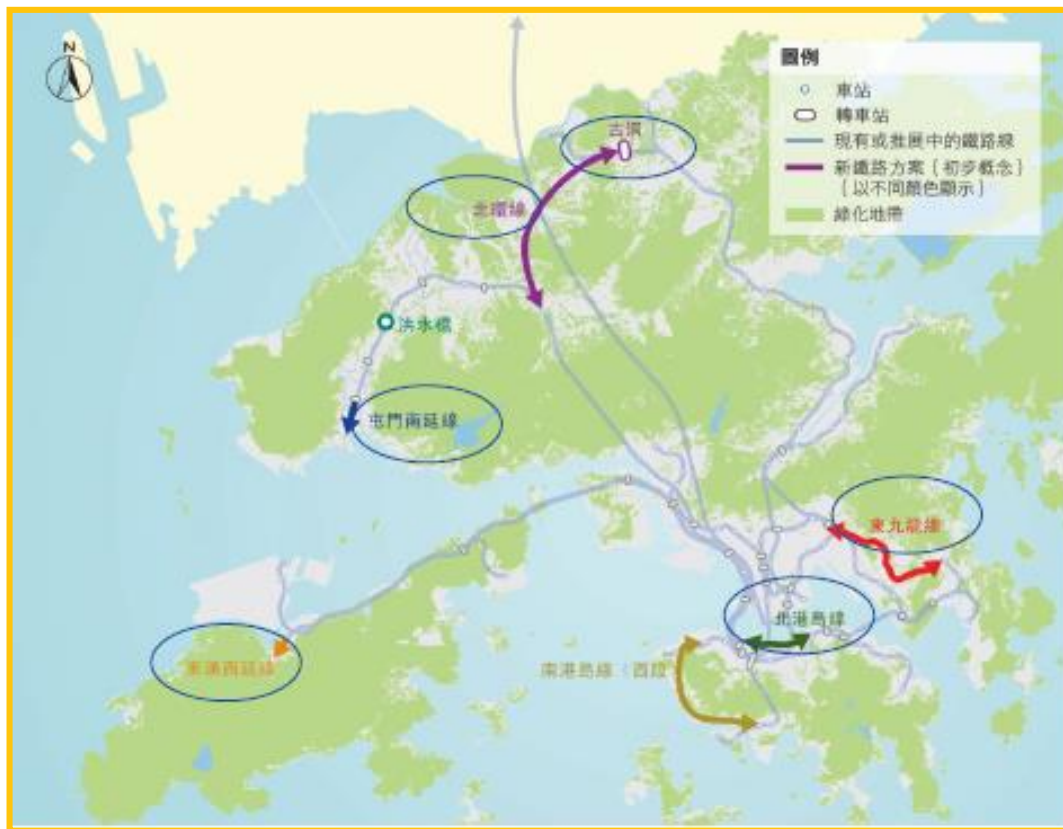 N
圖例
車站
轉車站
現有或推展中的鐵路線
新鐵路方案（初步概念）
（以不同顏色顯示）
綠化地帶
古洞
北環線
洪水橋
屯門南延線
東九龍線
北港島線
東涌西延線
南港島線（西段